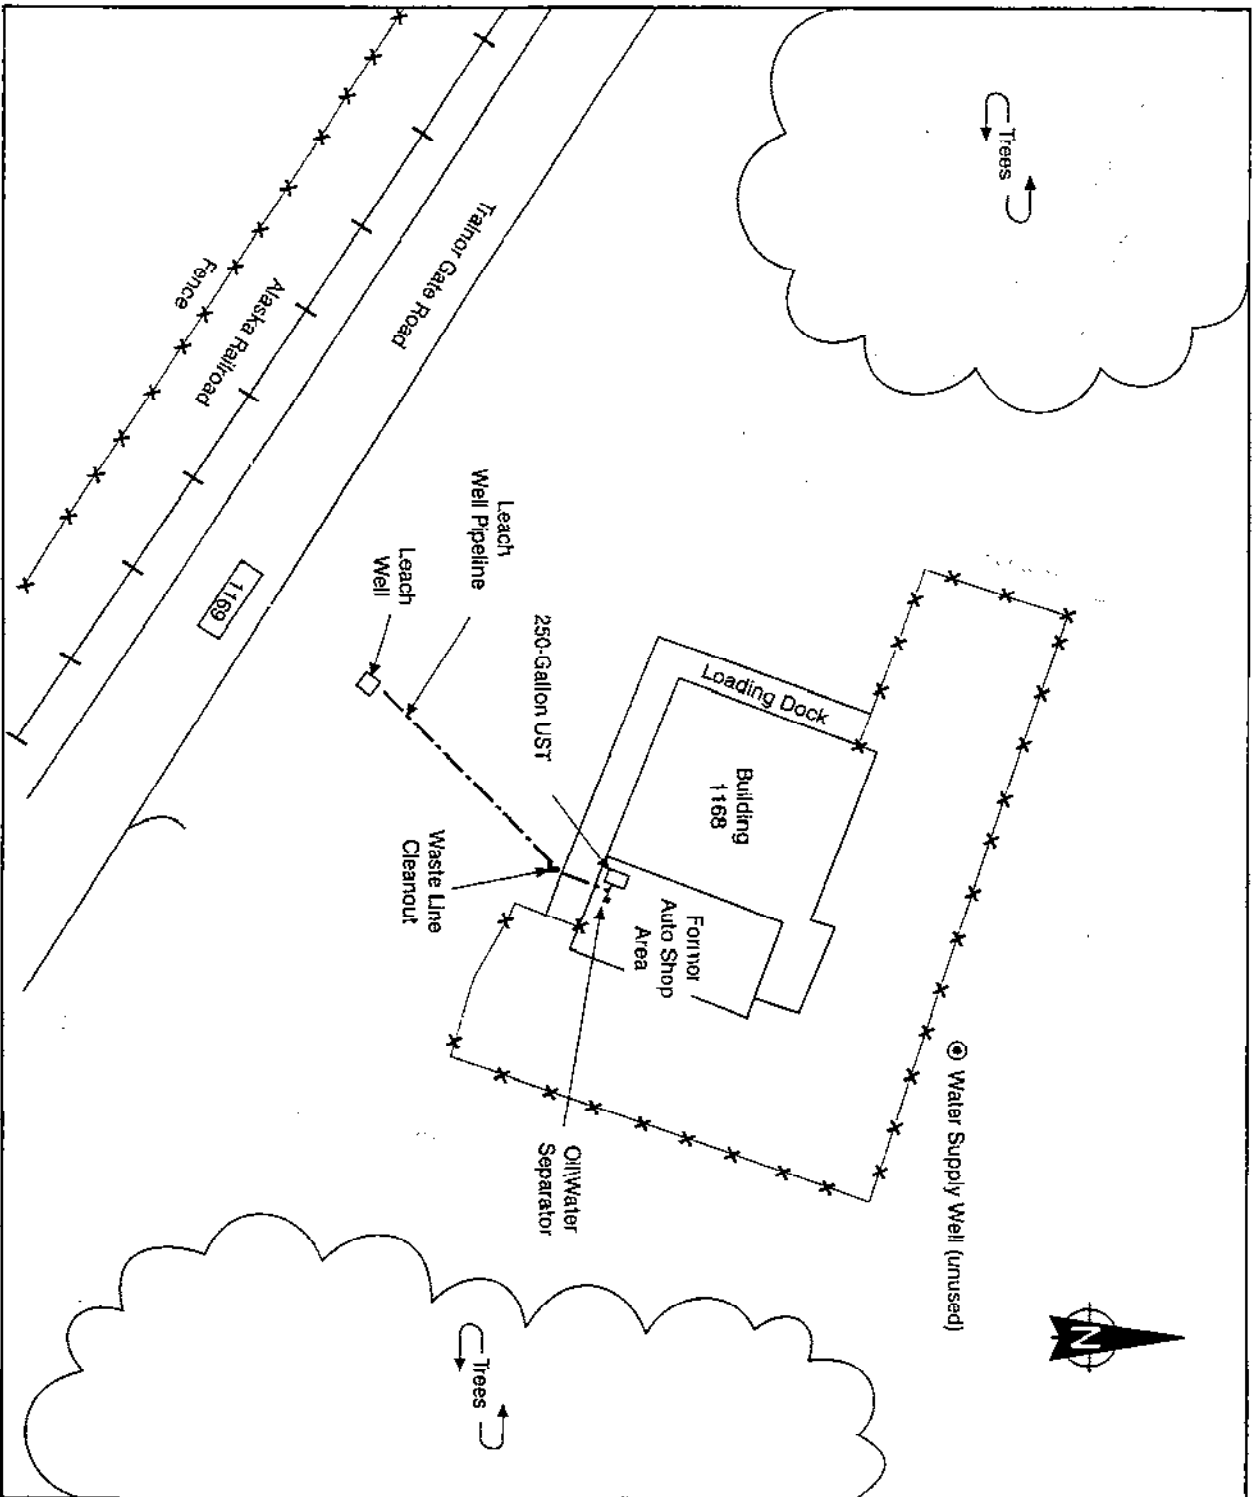 Trees
Trainor Gate Road
Fence
Alaska Railroad
1169
Leach
Well Pipeline
Leach
Well
250-Gallon UST
Loading Dock
Building
1168
Waste Line
Cleanout
Former
Auto Shop
Area
Oil\Water
Separator
Water Supply Well (unused)
N
Trees